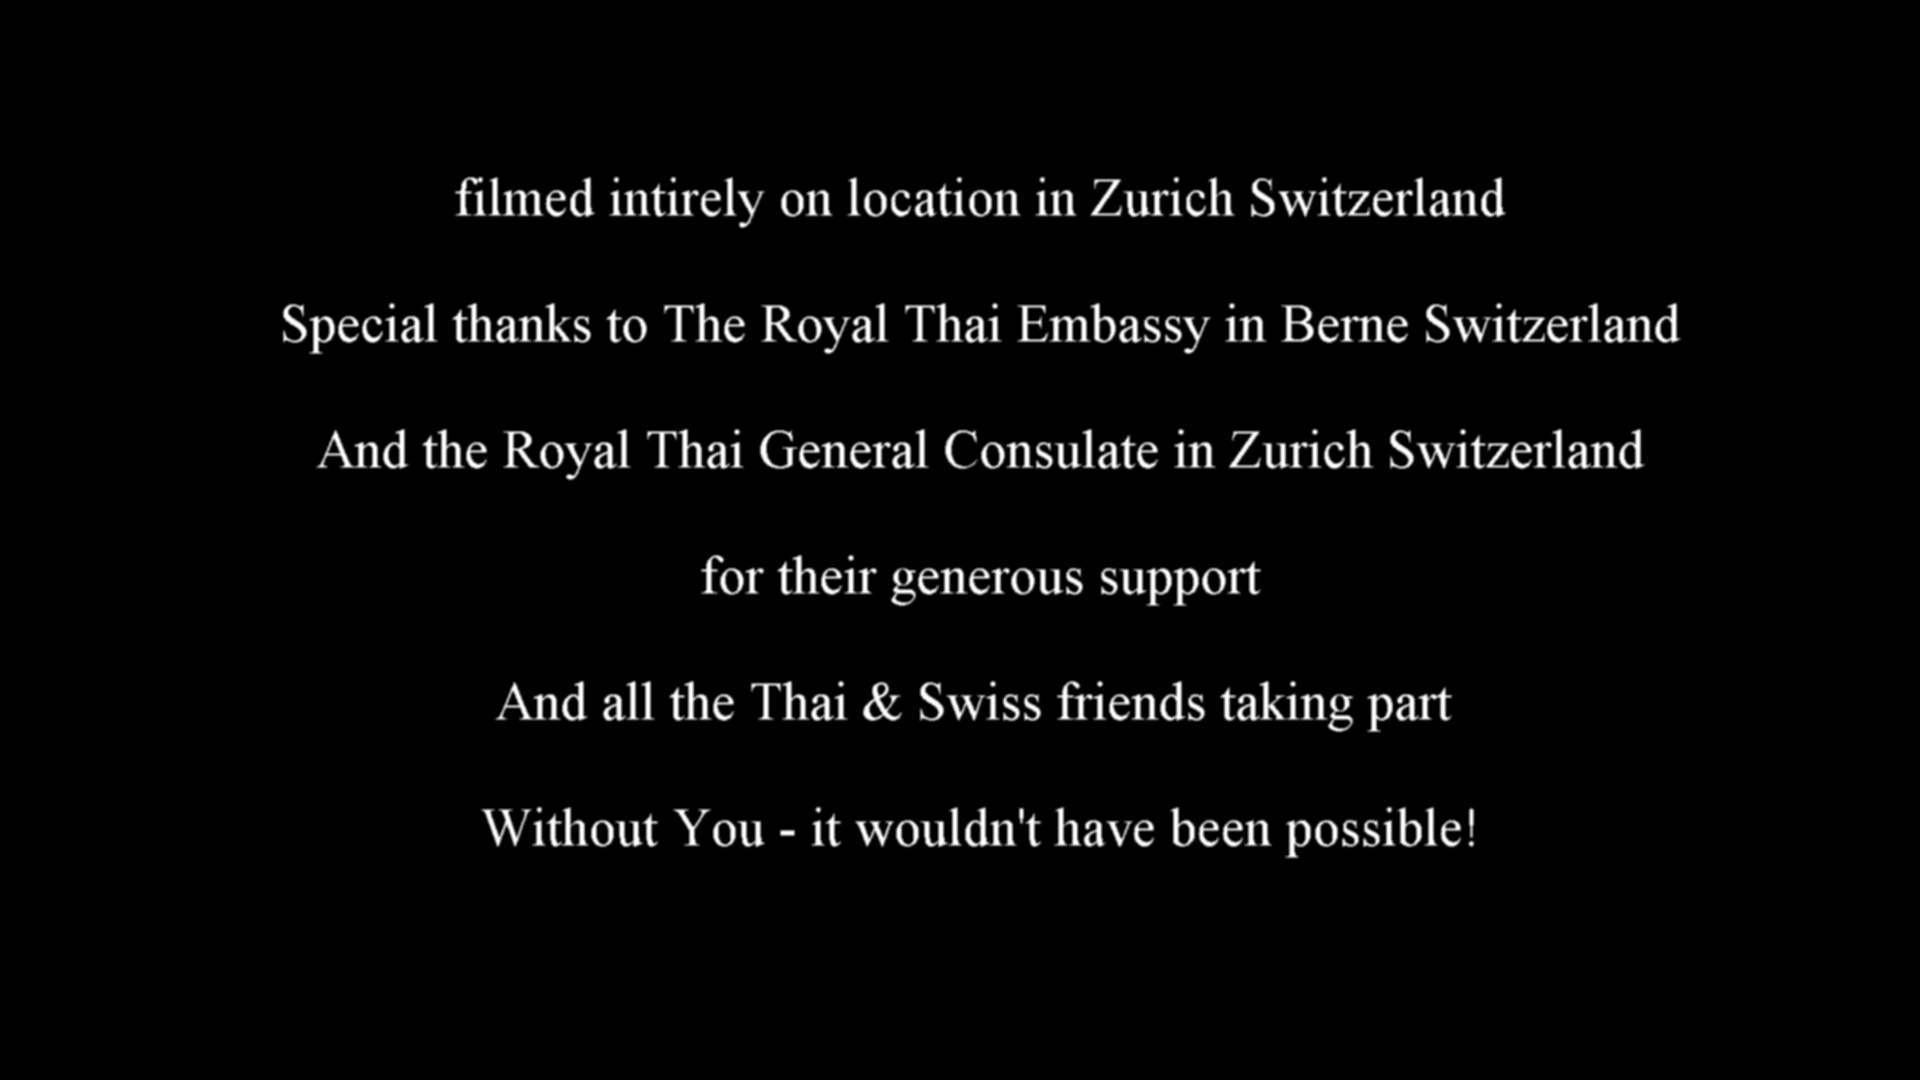 filmed intirely on location in Zurich Switzerland
Special thanks to The Royal Thai Embassy in Berne Switzerland
And the Royal Thai General Consulate in Zurich Switzerland
for their generous support
And all the Thai & Swiss friends taking part
Without You - it wouldn't have been possible!